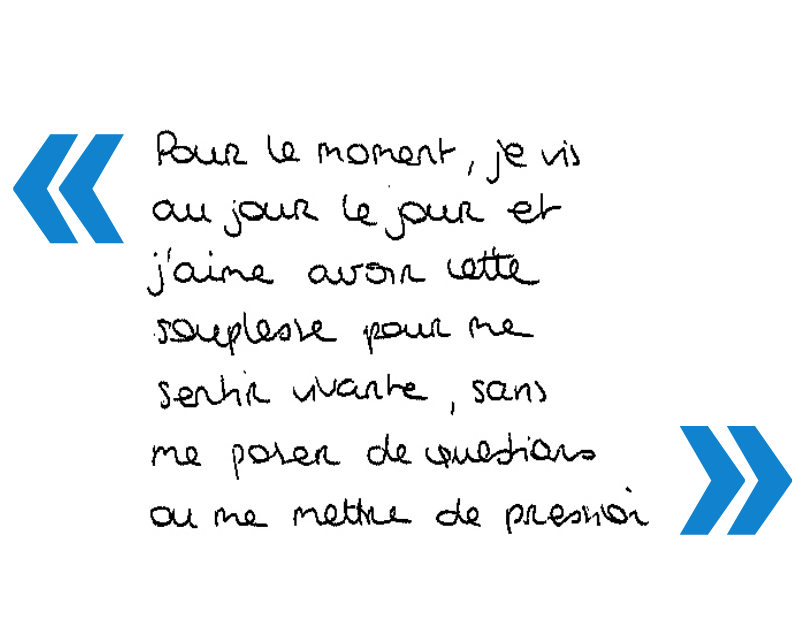 Pour le moment, je vis
au jour le jour et
j'aime avoir cette
souplesse pour me
sentir vivante, sans
me poser de questions
ou me mettre de pression